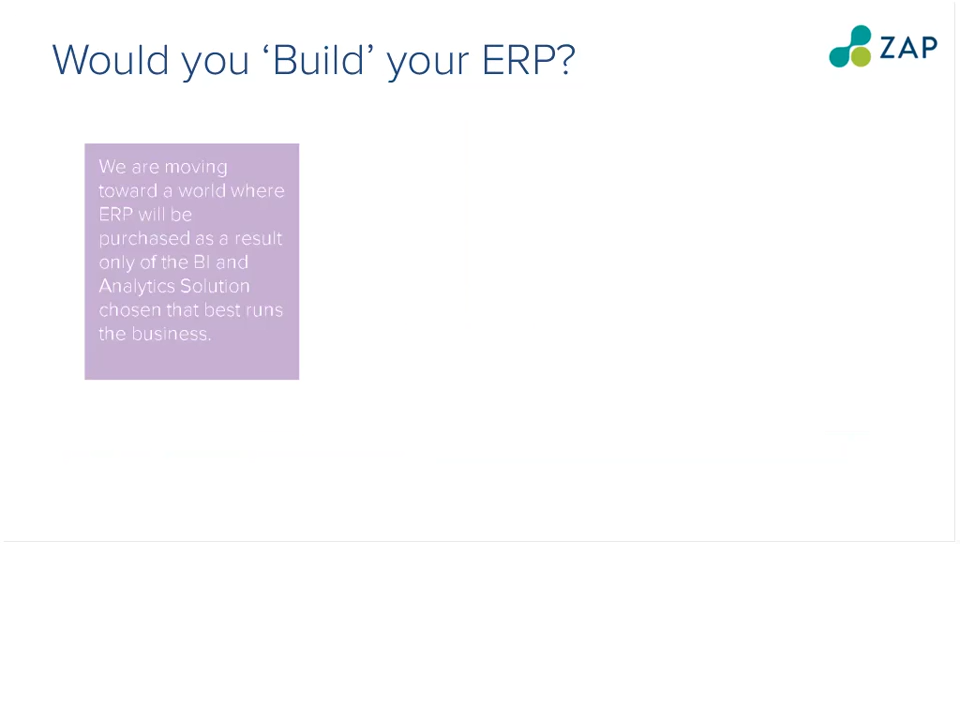 Would you ‘Build’ your ERP?
ZAP
We are moving
toward a world where
ERP will be
purchased as a result
only of the BI and
Analytics Solution
chosen that best runs
the business.